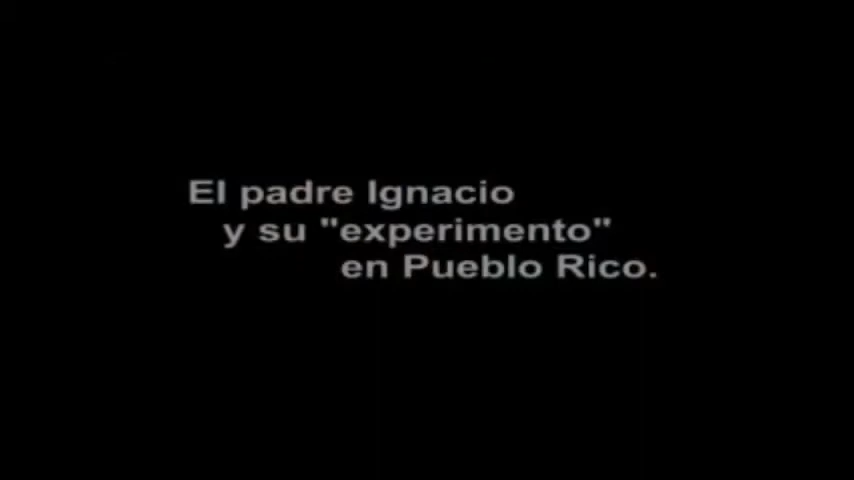 El padre Ignacio
y su "experimento"
en Pueblo Rico.